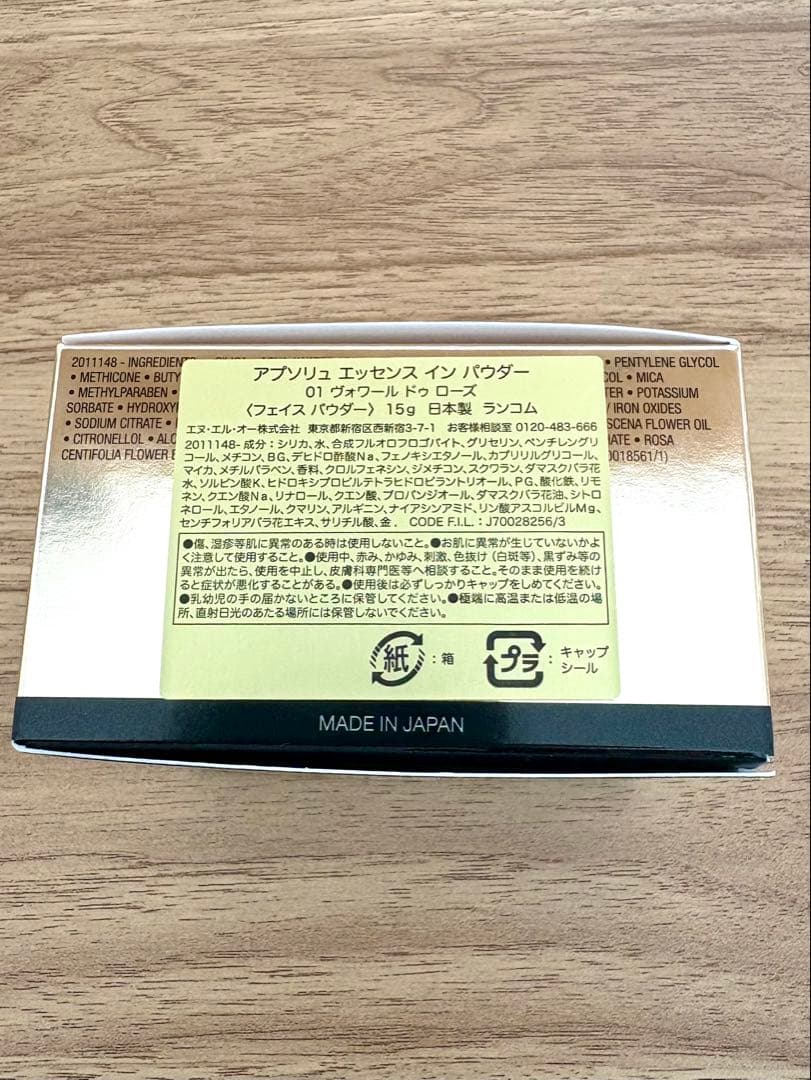 2011148 - INGREDIENTS
• PENTYLENE GLYCOL
• METHICONE •
• MICA
• METHYLPARABEN •
• POTASSIUM
SORBATE •
IRON OXIDES
• SODIUM CITRATE •
FLOWER OIL
• CITRONELLOL •
• ROSA
CENTIFOLIA FLOWER
0018561/1)
アプソリュ エッセンス イン パウダー
01 ヴォワール ドゥ ローズ
〈フェイス パウダー〉 15g 日本製 ランコム
エヌ・エル・オー株式会社 東京都新宿区西新宿3-7-1 お客様相談室 0120-483-666
2011148- 成分：シリカ、水、合成フルオロフロゴパイト、グリセリン、ペンチレングリ
コール、メチコン、BG、デヒドロ酢酸Na、フェノキシエタノール、カプリリルグリコール、
マイカ、メチルパラベン、香料、クロルフェネシン、ジメチコン、スクワラン、ダマスクバラ花
水、ソルビン酸K、ヒドロキシプロピルテトラヒドロピラントリオール、PG、酸化鉄、リモ
ネン、クエン酸Na、リナロール、クエン酸、プロパンジオール、ダマスクバラ花油、シトロ
ネロール、エタノール、クマリン、アルギニン、ナイアシンアミド、リン酸アスコルビルMg、
センチフォリアバラ花エキス、サリチル酸、金． CODE F.I.L.：J70028256/3
●傷、湿疹等肌に異常のある時は使用しないこと。●お肌に異常が生じていないかよ
く注意して使用すること。●使用中、赤み、かゆみ、刺激、色抜け（白斑等）、黒ずみ等の
異常が出たら、使用を中止し、皮膚科専門医等へ相談すること。そのまま使用を続け
ると症状が悪化することがある。●使用後は必ずしっかりキャップをしめてください。
●乳幼児の手の届かないところに保管してください。●極端に高温または低温の場
所、直射日光のあたる場所には保管しないでください。
紙：箱
プラ：キャップ
シール
MADE IN JAPAN